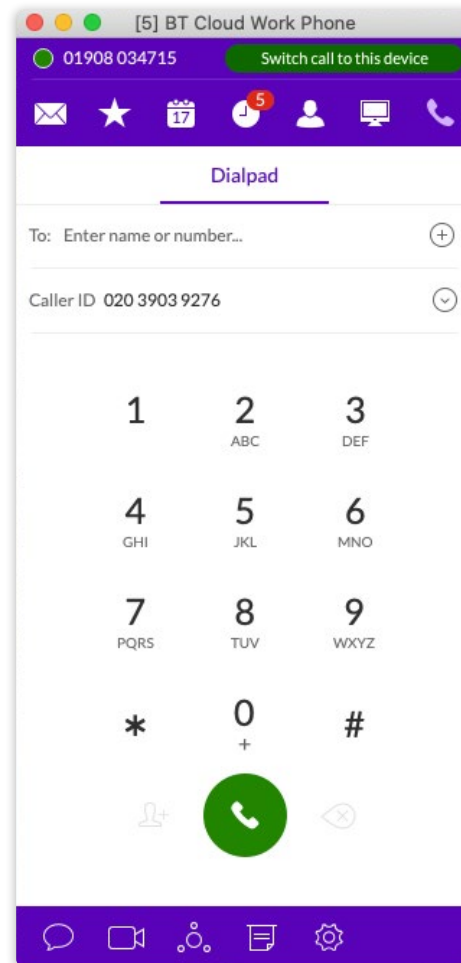 [5] BT Cloud Work Phone
01908 034715 Switch call to this device
17 5
Dialpad
To: Enter name or number...
Caller ID 020 3903 9276
1 2 3
ABC DEF
4 5 6
GHI JKL MNO
7 8 9
PQRS TUV WXYZ
* 0 #
+